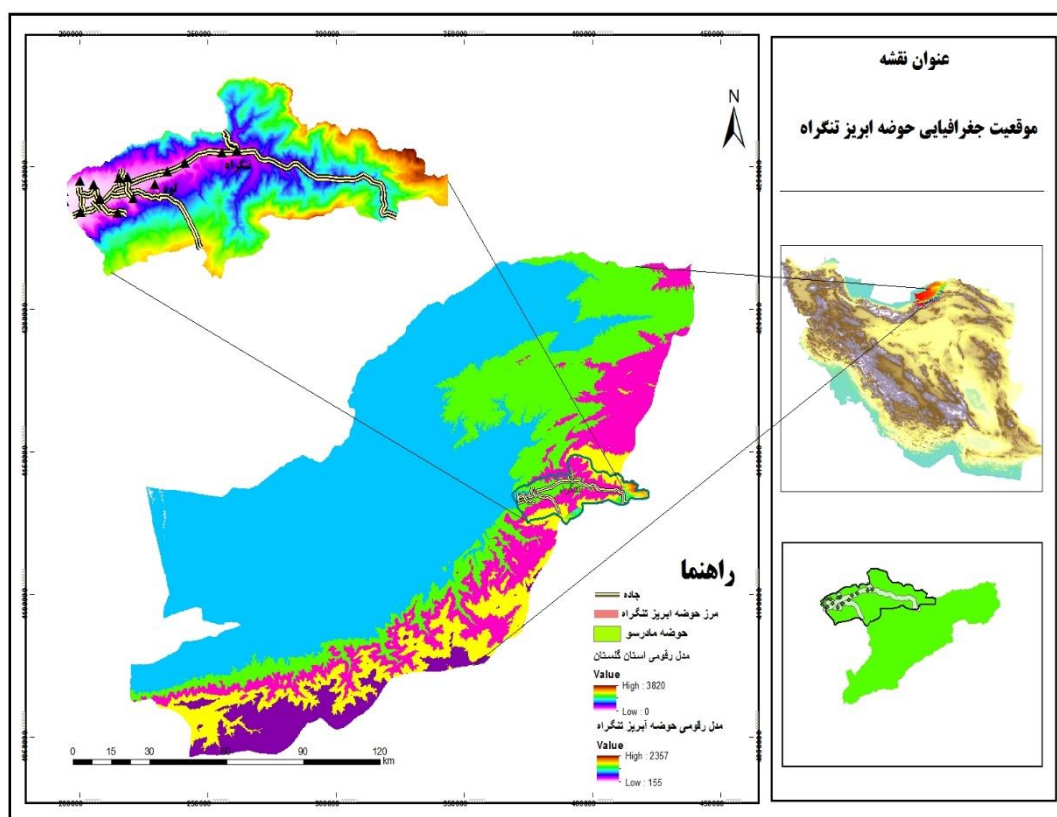 عنوان نقشه
موقعیت جغرافیایی حوضه ابریز تنگراه
N
تنگراه
راهنما
جاده
مرز حوضه ابریز تنگراه
حوضه مادرسو
مدل رقومی استان گلستان
Value
High : 3820
Low : 0
مدل رقومی حوضه آبریز تنگراه
Value
High : 2357
Low : 155
0 15 30 60 90 120
km